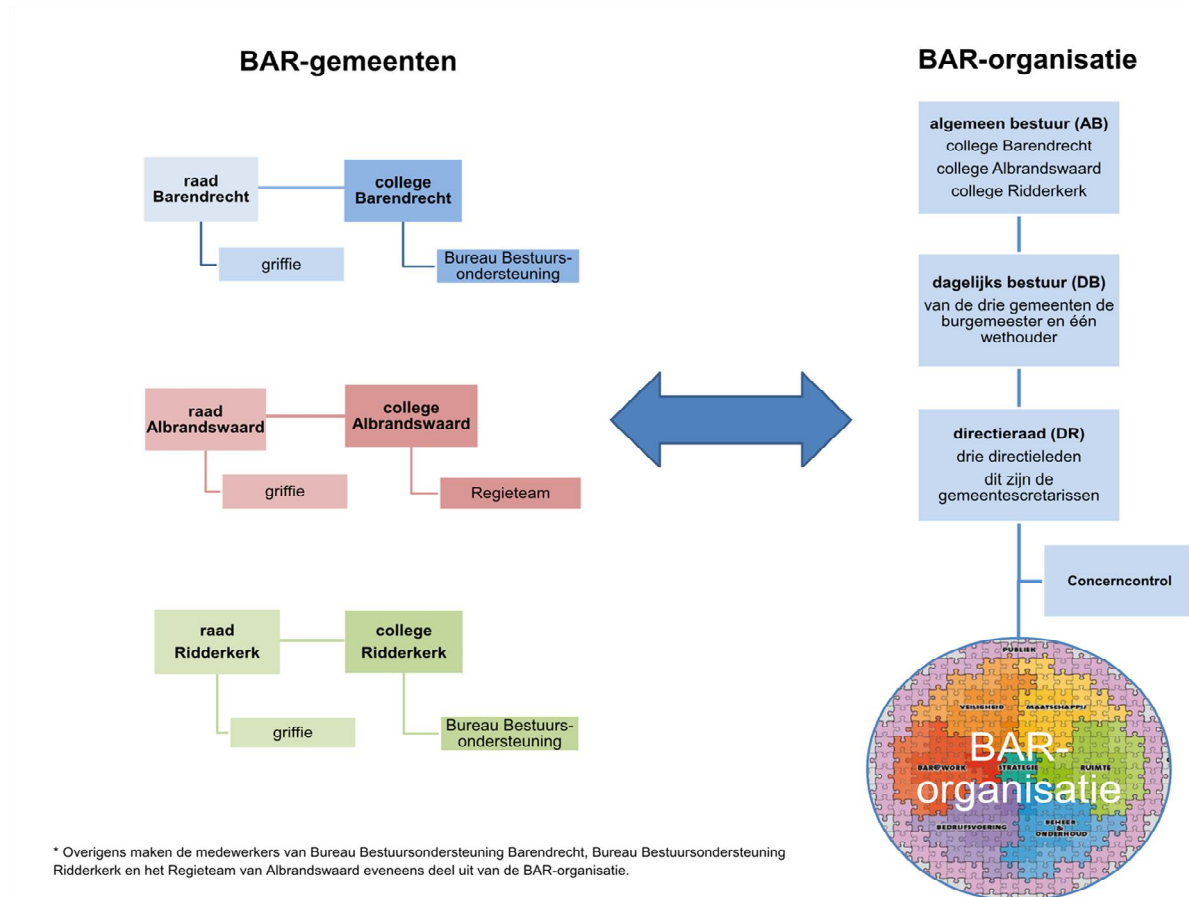 BAR-gemeenten
raad
Barendrecht
college
Barendrecht
griffie
Bureau Bestuurs-
ondersteuning
raad
Albrandswaard
college
Albrandswaard
griffie
Regieteam
raad
Ridderkerk
college
Ridderkerk
griffie
Bureau Bestuurs-
ondersteuning
BAR-organisatie
algemeen bestuur (AB)
college Barendrecht
college Albrandswaard
college Ridderkerk
dagelijks bestuur (DB)
van de drie gemeenten de
burgemeester en één
wethouder
directieraad (DR)
drie directieleden
dit zijn de
gemeentescretarissen
Concerncontrol
PUBLIEK
VEILIGHEID
MAATSCHAPPIJ
BAR-
organisatie
BAR@WORK
STRATEGIE
RUIMTE
BEDRIJFSVOERING
BEHEER
&
ONDERHOUD
* Overigens maken de medewerkers van Bureau Bestuursondersteuning Barendrecht, Bureau Bestuursondersteuning
Ridderkerk en het Regieteam van Albrandswaard eveneens deel uit van de BAR-organisatie.